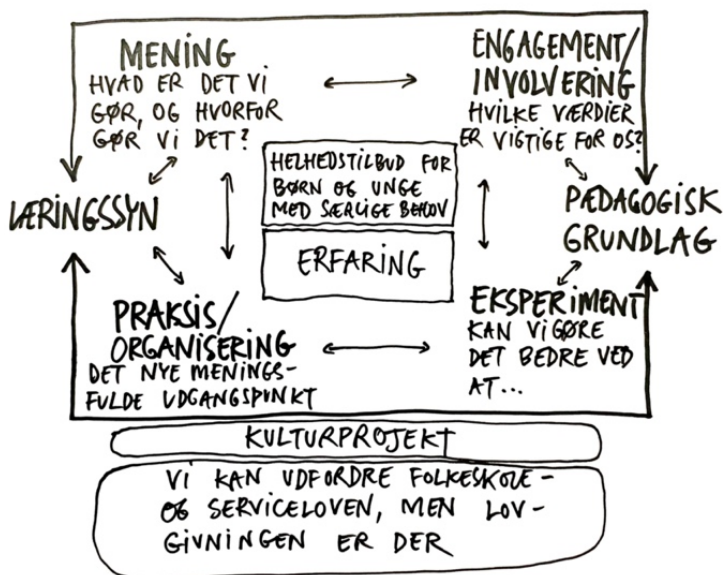 MENING
HVAD ER DET VI
GØR, OG HVORFOR
GØR VI DET?
ENGAGEMENT/
INVOLVERING
HVILKE VÆRDIER
ER VIGTIGE FOR OS?
HELHEDSTILBUD FOR
BØRN OG UNGE
MED SÆRLIGE BEHOV
ERFARING
LÆRINGSSYN
PÆDAGOGISK
GRUNDLAG
PRAKSIS/
ORGANISERING
DET NYE MENINGS-
FULDE UDGANGSPUNKT
EKSPERIMENT
KAN VI GØRE
DET BEDRE VED
AT...
KULTURPROJEKT
VI KAN UDFORDRE FOLKESKOLE-
OG SERVICELOVEN, MEN LOV-
GIVNINGEN ER DER